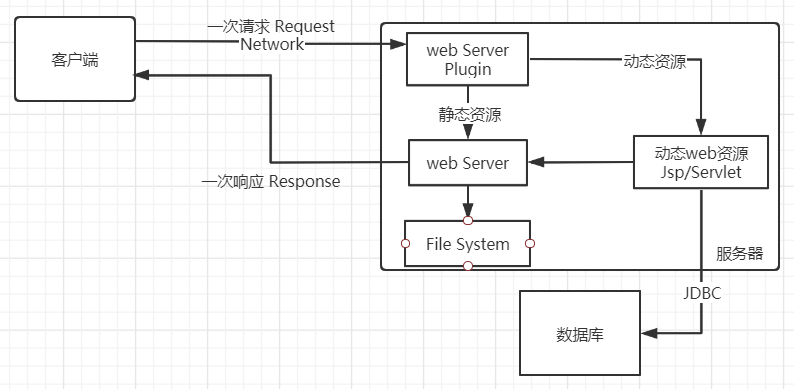 一次请求 Request
Network
客户端
web Server
Plugin
动态资源
静态资源
web Server
动态web资源
Jsp/Servlet
一次响应 Response
File System
服务器
JDBC
数据库